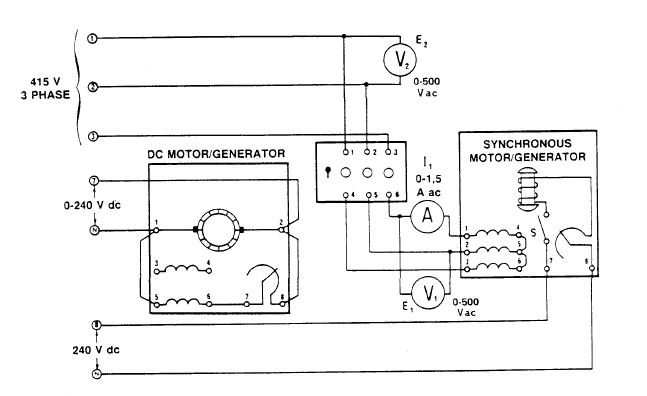 1
E2
V2
415 V
3 PHASE
2
0-500
Vac
3
DC MOTOR/GENERATOR
1 2 3
4 5 6
I1
0-1,5
A ac
A
SYNCHRONOUS
MOTOR/GENERATOR
7
0-240 V dc
N
1 2
3 4
5 6 7 8
1 4
2 5
3 6
S
7 8
E1
V1
0-500
Vac
8
240 V dc
N